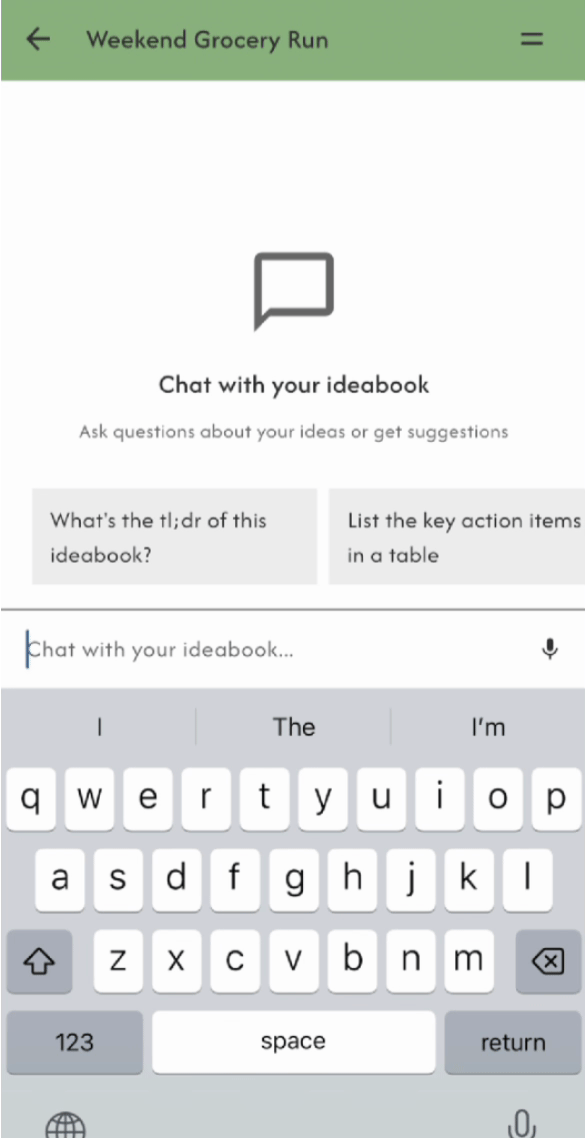 Weekend Grocery Run
Chat with your ideabook
Ask questions about your ideas or get suggestions
What's the tl;dr of this
ideabook?
List the key action items
in a table
Chat with your ideabook...
I The I'm
q w e r t y u i o p
a s d f g h j k l
z x c v b n m
123 space return